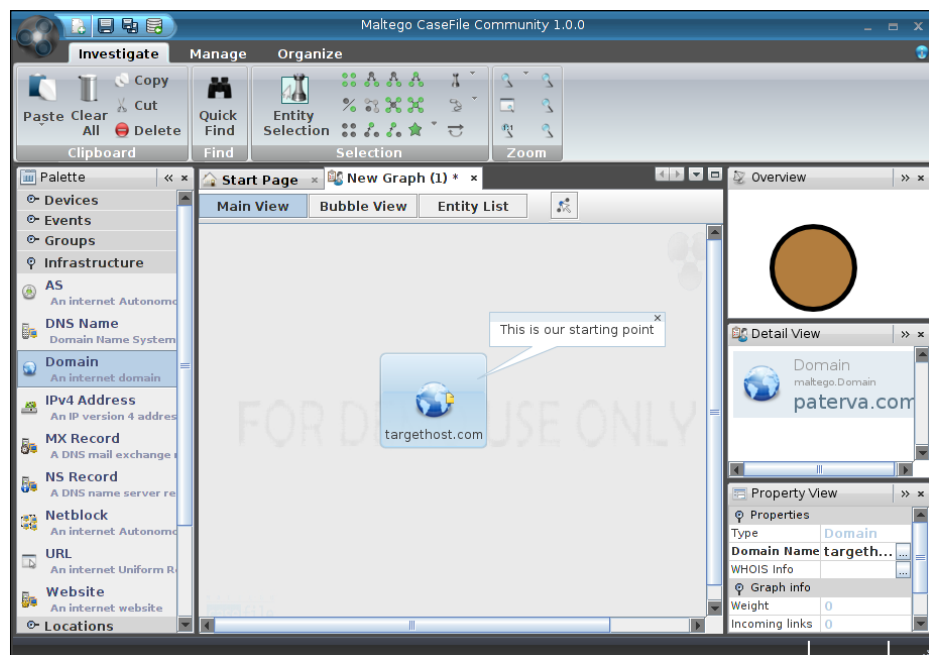 Maltego CaseFile Community 1.0.0
Investigate Manage Organize
Paste
Clear All
Copy
Cut
Delete
Clipboard
Quick Find
Find
Entity Selection
Selection
Zoom
Palette
Devices
Events
Groups
Infrastructure
AS
An internet Autonomo
DNS Name
Domain Name System
Domain
An internet domain
IPv4 Address
An IP version 4 addres
MX Record
A DNS mail exchange r
NS Record
A DNS name server re
Netblock
An internet Autonomo
URL
An internet Uniform R
Website
An internet website
Locations
Start Page
New Graph (1) *
Main View Bubble View Entity List
This is our starting point
targethost.com
Overview
Detail View
Domain
maltego.Domain
paterva.com
Property View
Properties
Type Domain
Domain Name targeth... ...
WHOIS Info ...
Graph info
Weight 0
Incoming links 0